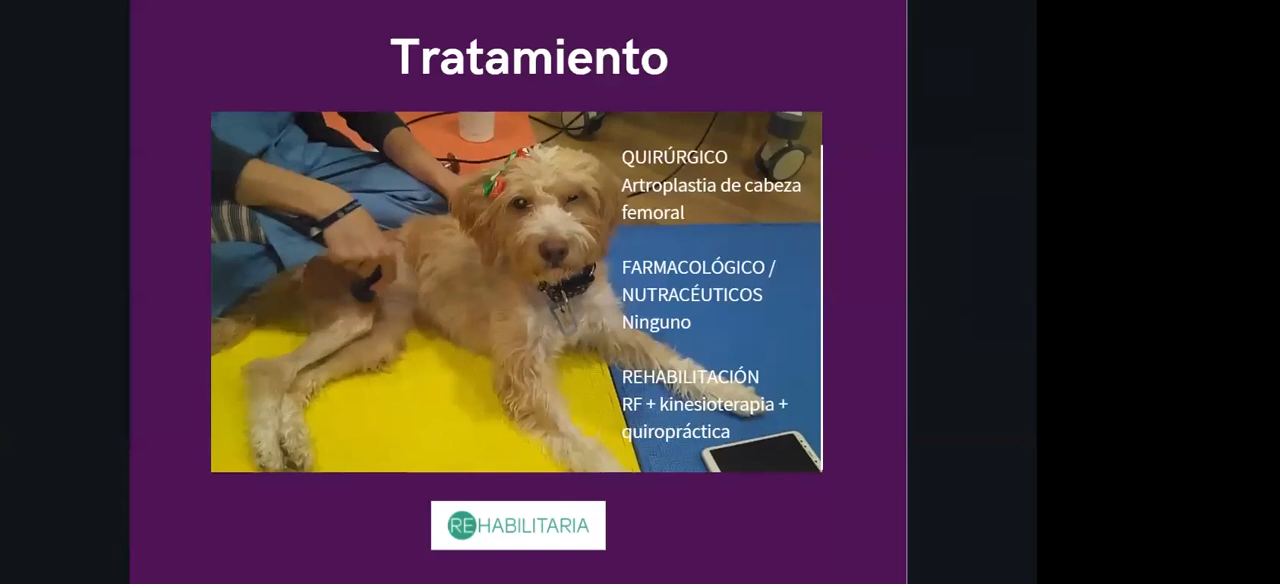 Tratamiento
QUIRÚRGICO
Artroplastia de cabeza
femoral
FARMACOLÓGICO /
NUTRACÉUTICOS
Ninguno
REHABILITACIÓN
RF + kinesioterapia +
quiropráctica
REHABILITARIA